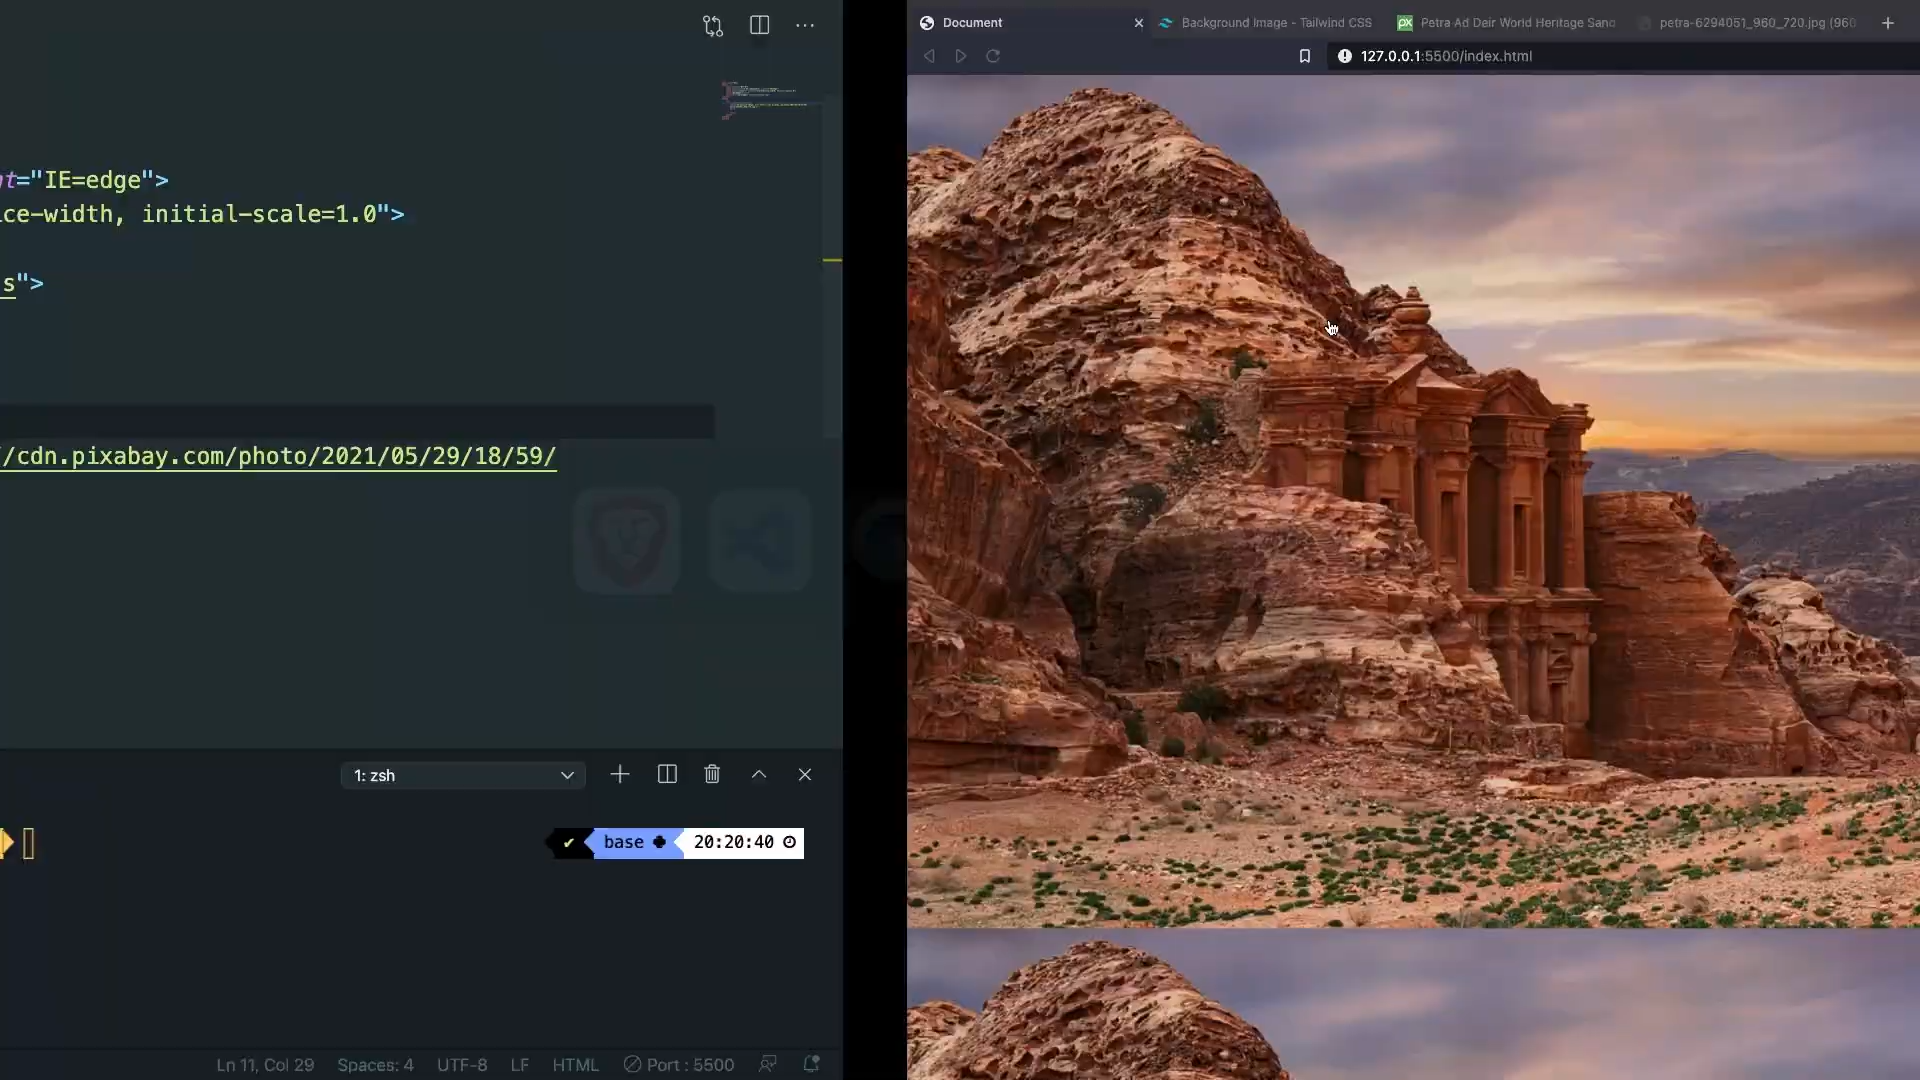 nt="IE=edge">
ice-width, initial-scale=1.0">
s">
//cdn.pixabay.com/photo/2021/05/29/18/59/
1: zsh
✔ base 20:20:40
Ln 11, Col 29 Spaces: 4 UTF-8 LF HTML Port : 5500
Document Background Image - Tailwind CSS PX Petra Ad Deir World Heritage Sand petra-6294051_960_720.jpg (960
127.0.0.1:5500/index.html